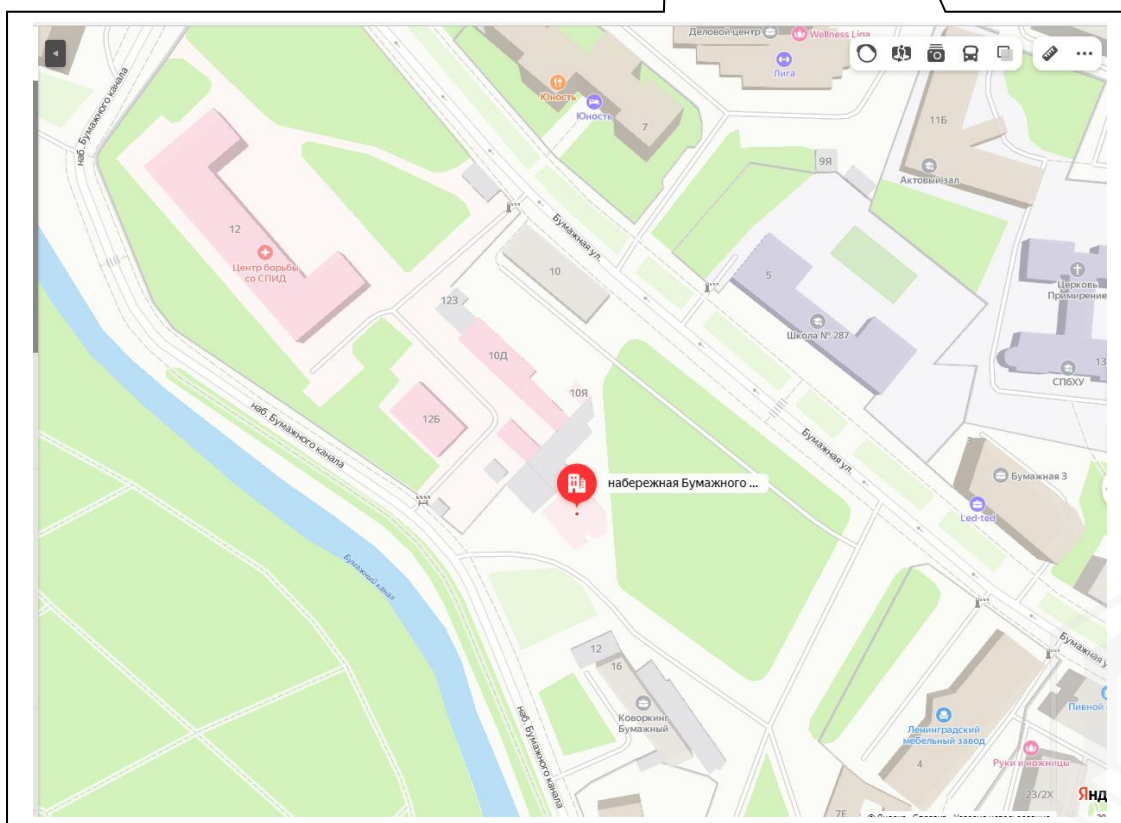 Деловой центр
Wellness Liga
Лига
Юность
Юность
7
11Б
9Я
Актовый зал
наб. Бумажного канала
12
Центр борьбы
со СПИД
Бумажная ул.
10
5
Школа № 287
Церковь
Примирение
13
СПбХУ
123
10Д
10Я
12Б
наб. Бумажного канала
набережная Бумажного ...
Бумажная ул.
3
Бумажная 3
Led-ted
Бумажный канал
12
16
Коворкинг
Бумажный
наб. Бумажного канала
Бумажная у
Пивной
Ленинградский
мебельный завод
4
Руки и ножницы
23/2Х
7Е
Янд